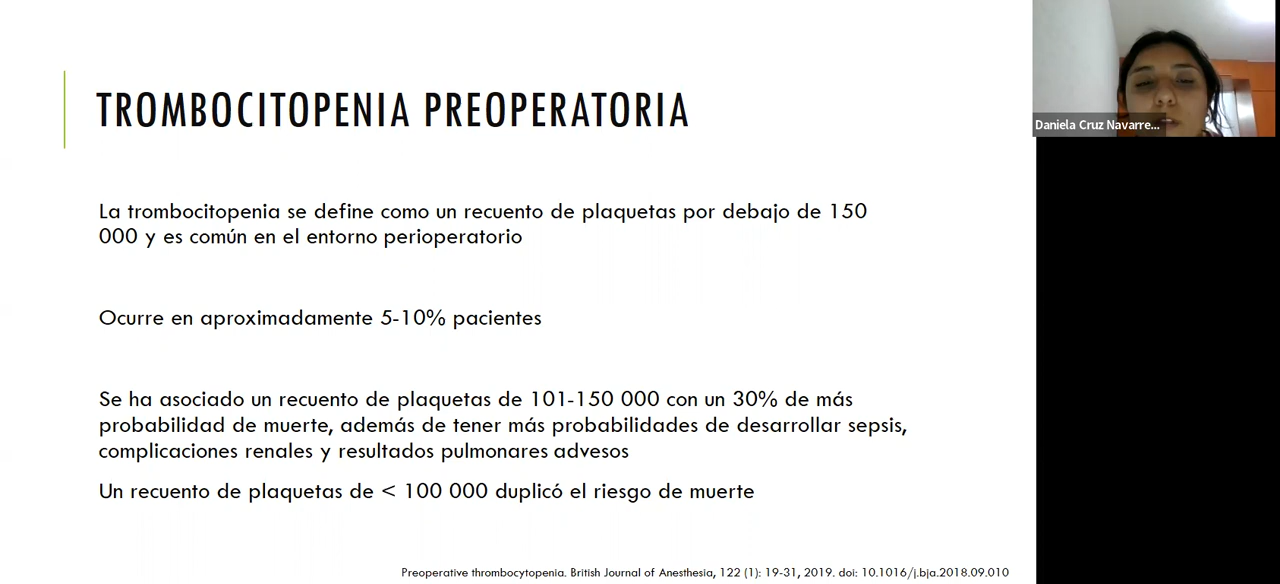 TROMBOCITOPENIA PREOPERATORIA
La trombocitopenia se define como un recuento de plaquetas por debajo de 150
000 y es común en el entorno perioperatorio
Ocurre en aproximadamente 5-10% pacientes
Se ha asociado un recuento de plaquetas de 101-150 000 con un 30% de más
probabilidad de muerte, además de tener más probabilidades de desarrollar sepsis,
complicaciones renales y resultados pulmonares advesos
Un recuento de plaquetas de < 100 000 duplicó el riesgo de muerte
Preoperative thrombocytopenia. British Journal of Anesthesia, 122 (1): 19-31, 2019. doi: 10.1016/j.bja.2018.09.010
Daniela Cruz Navarre...